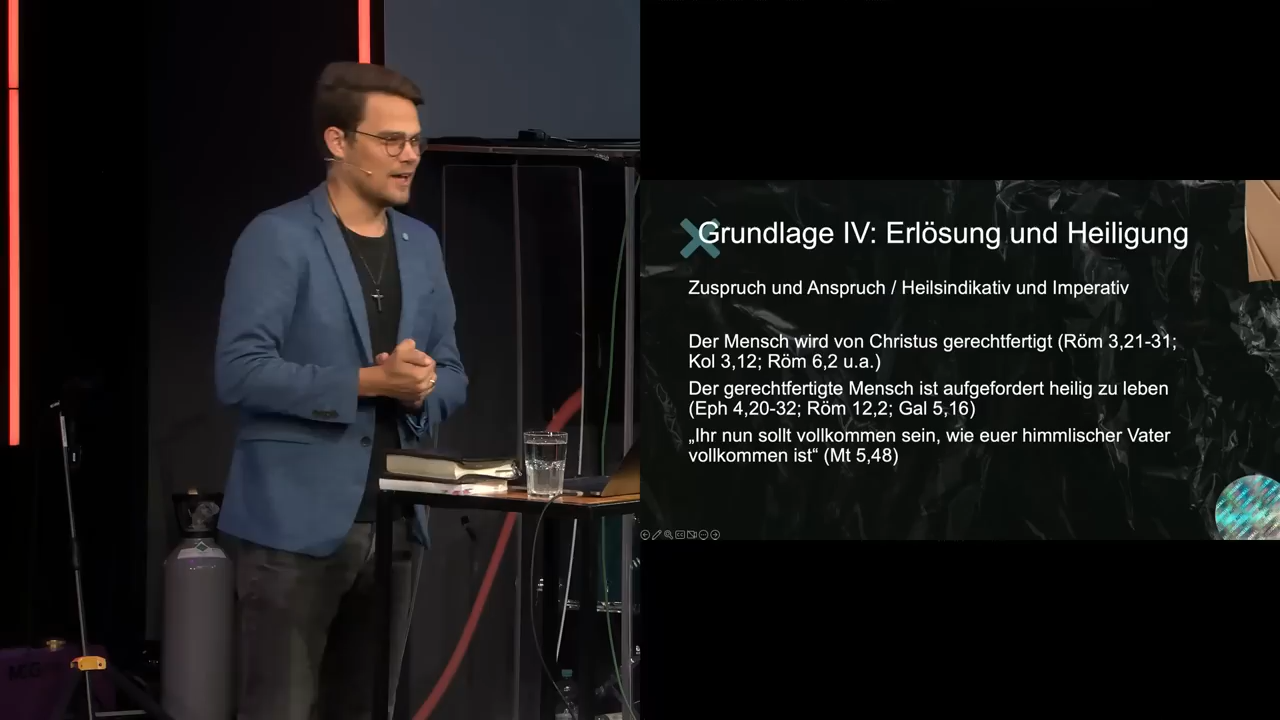 Grundlage IV: Erlösung und Heiligung
Zuspruch und Anspruch / Heilsindikativ und Imperativ
Der Mensch wird von Christus gerechtfertigt (Röm 3,21-31;
Kol 3,12; Röm 6,2 u.a.)
Der gerechtfertigte Mensch ist aufgefordert heilig zu leben
(Eph 4,20-32; Röm 12,2; Gal 5,16)
„Ihr nun sollt vollkommen sein, wie euer himmlischer Vater
vollkommen ist“ (Mt 5,48)